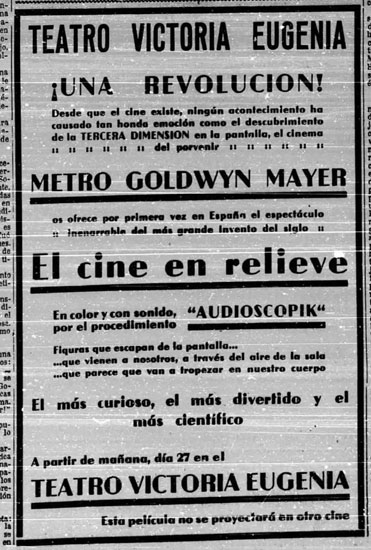 TEATRO VICTORIA EUGENIA
¡UNA REVOLUCION!
Desde que el cine existe, ningún acontecimiento ha
causado tan honda emoción como el descubrimiento
de la TERCERA DIMENSION en la pantalla, el cinema
:: :: :: :: :: :: del porvenir :: :: :: :: :: ::
METRO GOLDWYN MAYER
os ofrece por primera vez en España el espectáculo
:: inenarrable del más grande invento del siglo ::
El cine en relieve
En color y con sonido,
por el procedimiento "AUDIOSCOPIK"
Figuras que escapan de la pantalla...
...que vienen a nosotros, a través del aire de la sala
...que parece que van a tropezar en nuestro cuerpo
El más curioso, el más divertido y el
más científico
A partir de mañana, día 27 en el
TEATRO VICTORIA EUGENIA
Esta película no se proyectará en otro cine